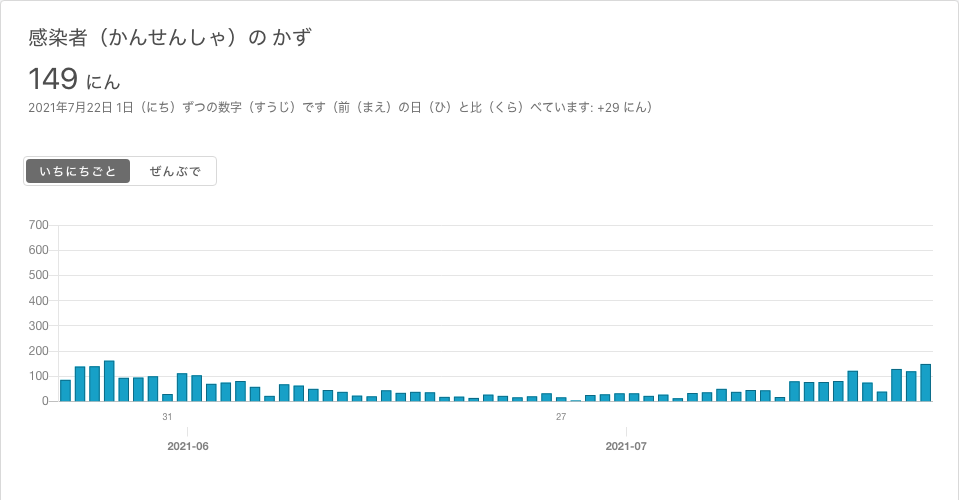 感染者（かんせんしゃ）の かず
149 にん
2021年7月22日 1日（にち）ずつの数字（すうじ）です（前（まえ）の日（ひ）と比（くら）べています: +29 にん）
いちにちごと ぜんぶで
700
600
500
400
300
200
100
0
31 27
2021-06 2021-07